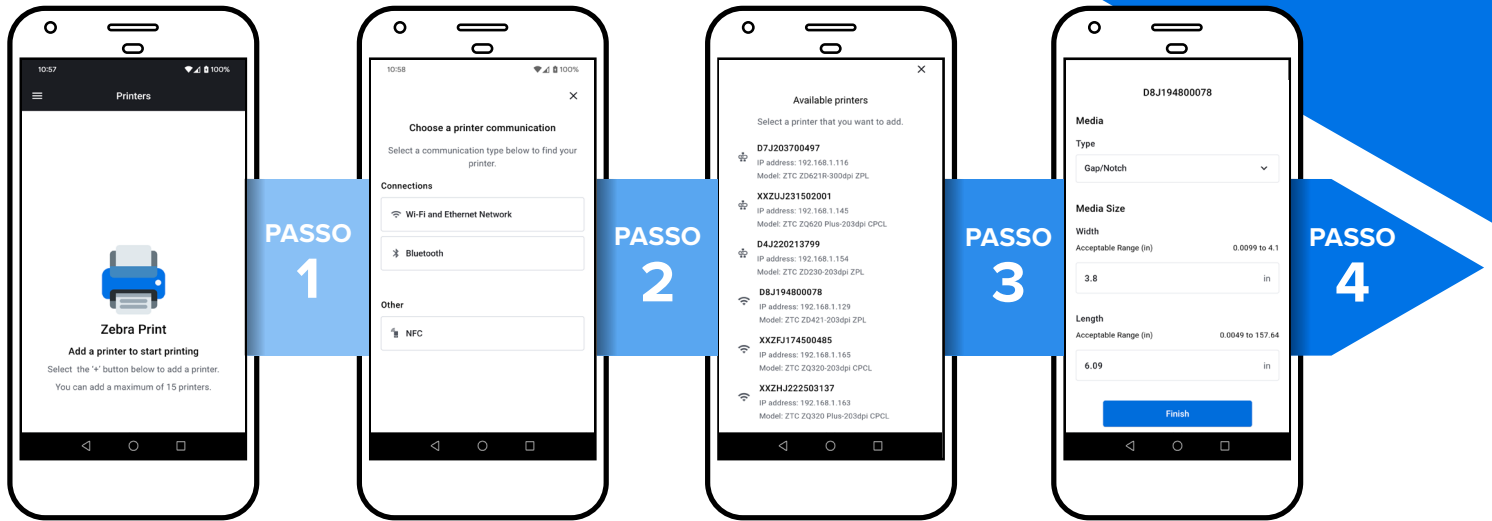 10:57
100%
Printers
Zebra Print
Add a printer to start printing
Select the '+' button below to add a printer.
You can add a maximum of 15 printers.
PASSO
1
10:58
100%
Choose a printer communication
Select a communication type below to find your
printer.
Connections
Wi-Fi and Ethernet Network
Bluetooth
Other
NFC
PASSO
2
Available printers
Select a printer that you want to add.
D7J203700497
IP address: 192.168.1.116
Model: ZTC ZD621R-300dpi ZPL
XXZUJ231502001
IP address: 192.168.1.145
Model: ZTC ZQ620 Plus-203dpi CPCL
D4J220213799
IP address: 192.168.1.154
Model: ZTC ZD230-203dpi ZPL
D8J194800078
IP address: 192.168.1.129
Model: ZTC ZD421-203dpi ZPL
XXZFJ174500485
IP address: 192.168.1.165
Model: ZTC ZQ320-203dpi CPCL
XXZHJ222503137
IP address: 192.168.1.163
Model: ZTC ZQ320 Plus-203dpi CPCL
PASSO
3
D8J194800078
Media
Type
Gap/Notch
Media Size
Width
Acceptable Range (in) 0.0099 to 4.1
3.8 in
Length
Acceptable Range (in) 0.0049 to 157.64
6.09 in
Finish
PASSO
4